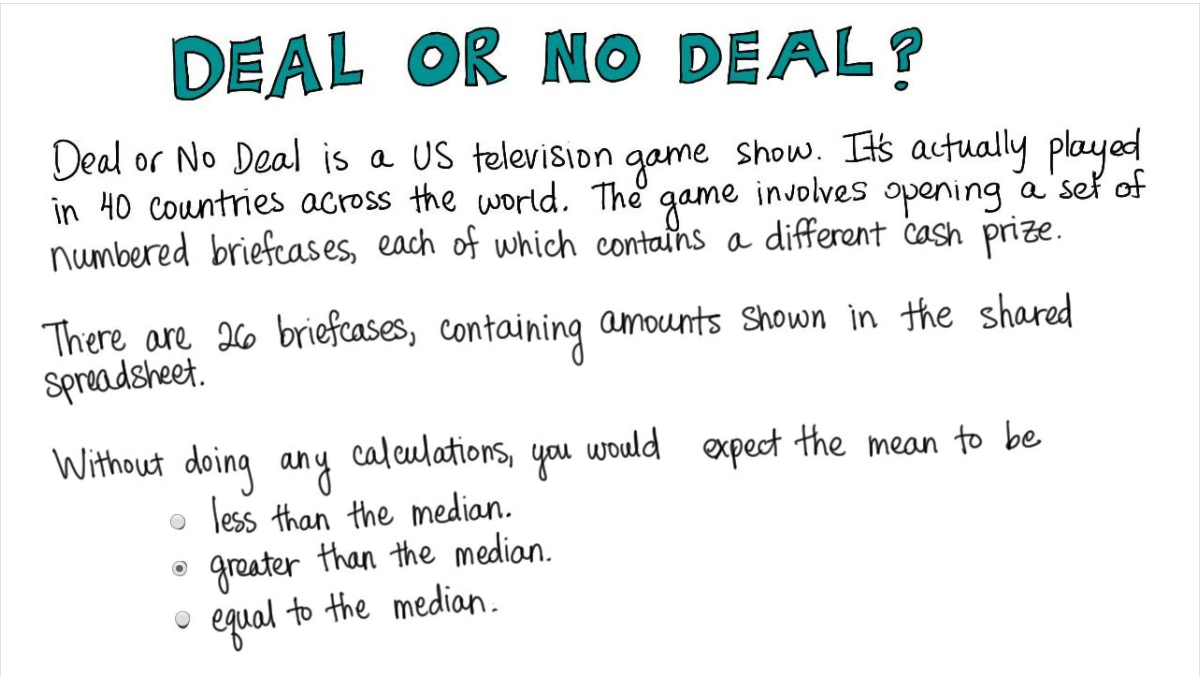 DEAL OR NO DEAL?
Deal or No Deal is a US television game show. It's actually played
in 40 countries across the world. The game involves opening a set of
numbered briefcases, each of which contains a different cash prize.
There are 26 briefcases, containing amounts shown in the shared
spreadsheet.
Without doing any calculations, you would expect the mean to be
less than the median.
greater than the median.
equal to the median.